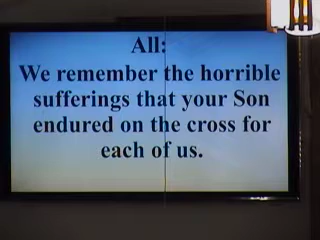 All:
We remember the horrible
sufferings that your Son
endured on the cross for
each of us.